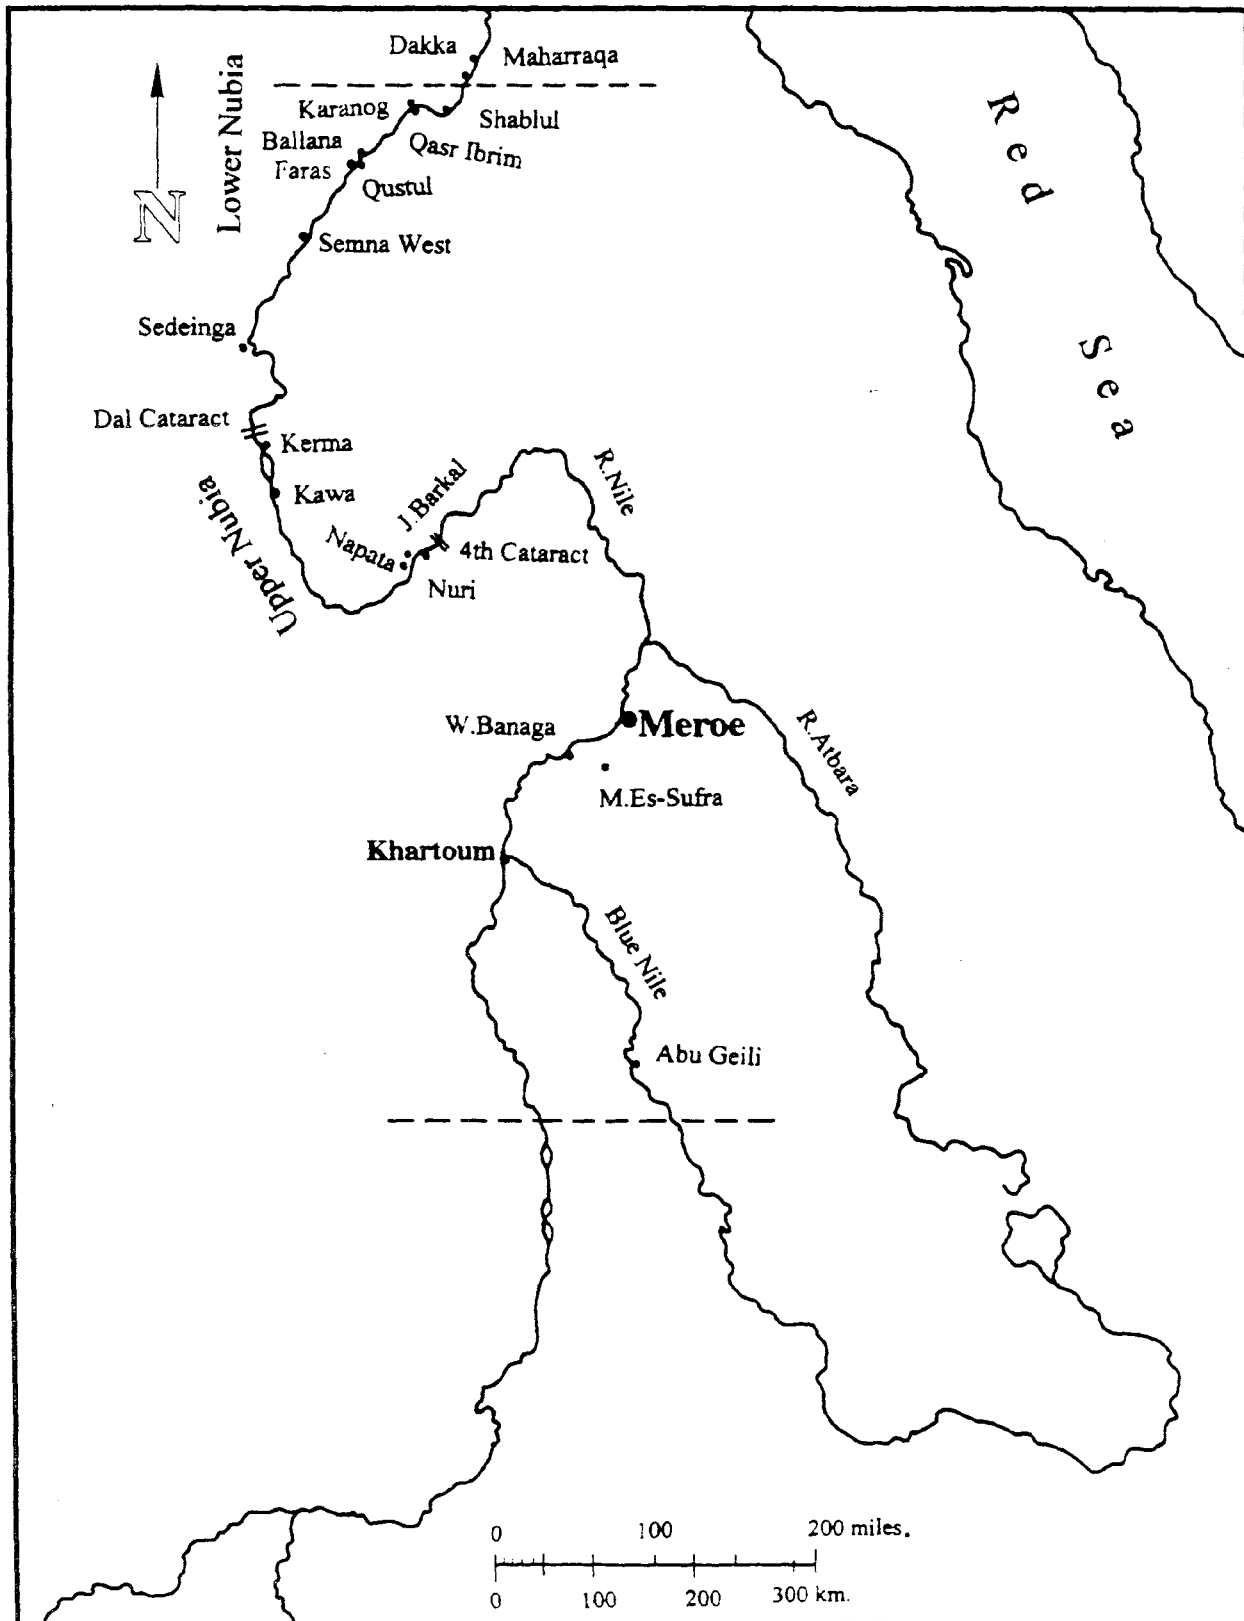 Dakka
Maharraqa
Lower Nubia
N
Karanog
Shablul
Ballana
Qasr Ibrim
Faras
Qustul
Semna West
Sedeinga
Dal Cataract
Kerma
Kawa
Upper Nubia
J.Barkal
Napata
4th Cataract
Nuri
R.Nile
Red Sea
W.Banaga
Meroe
M.Es-Sufra
R.Atbara
Khartoum
Blue Nile
Abu Geili
0 100 200 miles.
0 100 200 300 km.